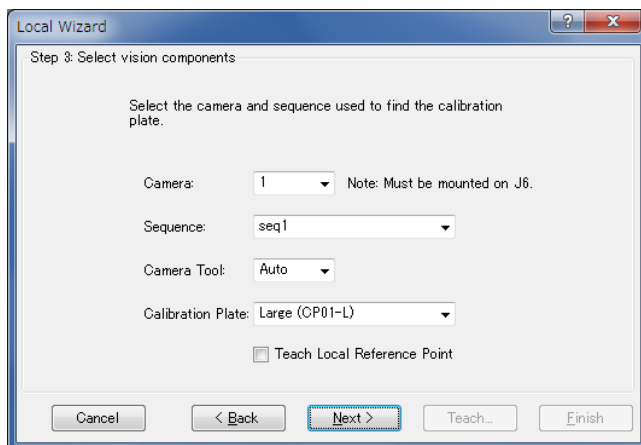 Local Wizard
?
X
Step 3: Select vision components
Select the camera and sequence used to find the calibration
plate.
Camera: 1 Note: Must be mounted on J6.
Sequence: seq1
Camera Tool: Auto
Calibration Plate: Large (CP01-L)
Teach Local Reference Point
Cancel < Back Next > Teach... Finish